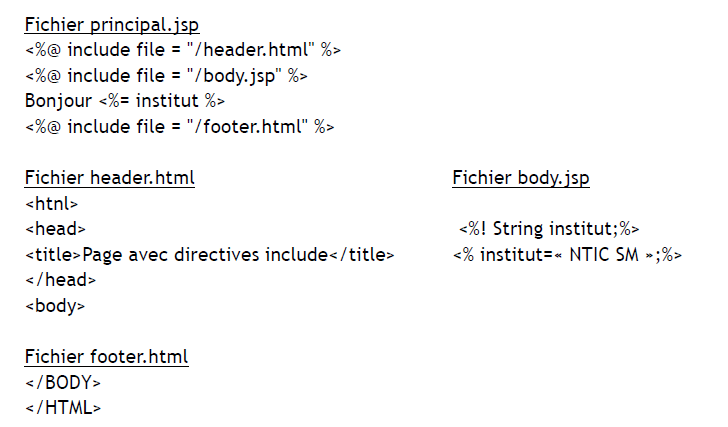 Fichier principal.jsp
<%@ include file = "/header.html" %>
<%@ include file = "/body.jsp" %>
Bonjour <%= institut %>
<%@ include file = "/footer.html" %>
Fichier header.html
<htnl>
<head>
<title>Page avec directives include</title>
</head>
<body>
Fichier body.jsp
<%! String institut;%>
<% institut=« NTIC SM »;%>
Fichier footer.html
</BODY>
</HTML>